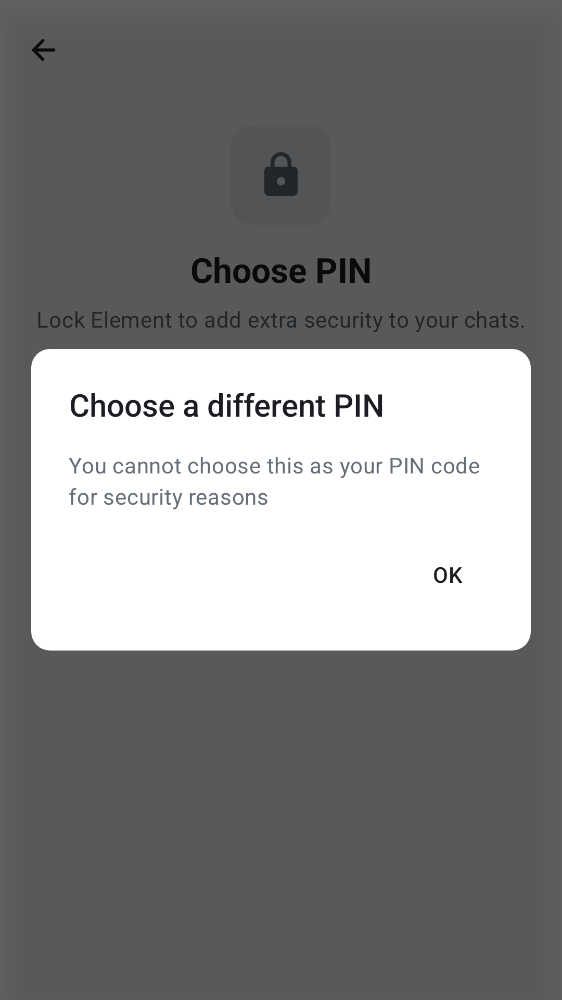 Choose PIN
Lock Element to add extra security to your chats.
Choose a different PIN
You cannot choose this as your PIN code
for security reasons
OK